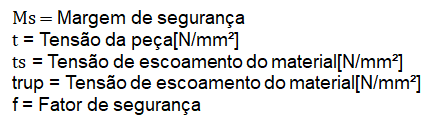 Ms = Margem de segurança
t = Tensão da peça[N/mm²]
ts = Tensão de escoamento do material[N/mm²]
trup = Tensão de escoamento do material[N/mm²]
f = Fator de segurança